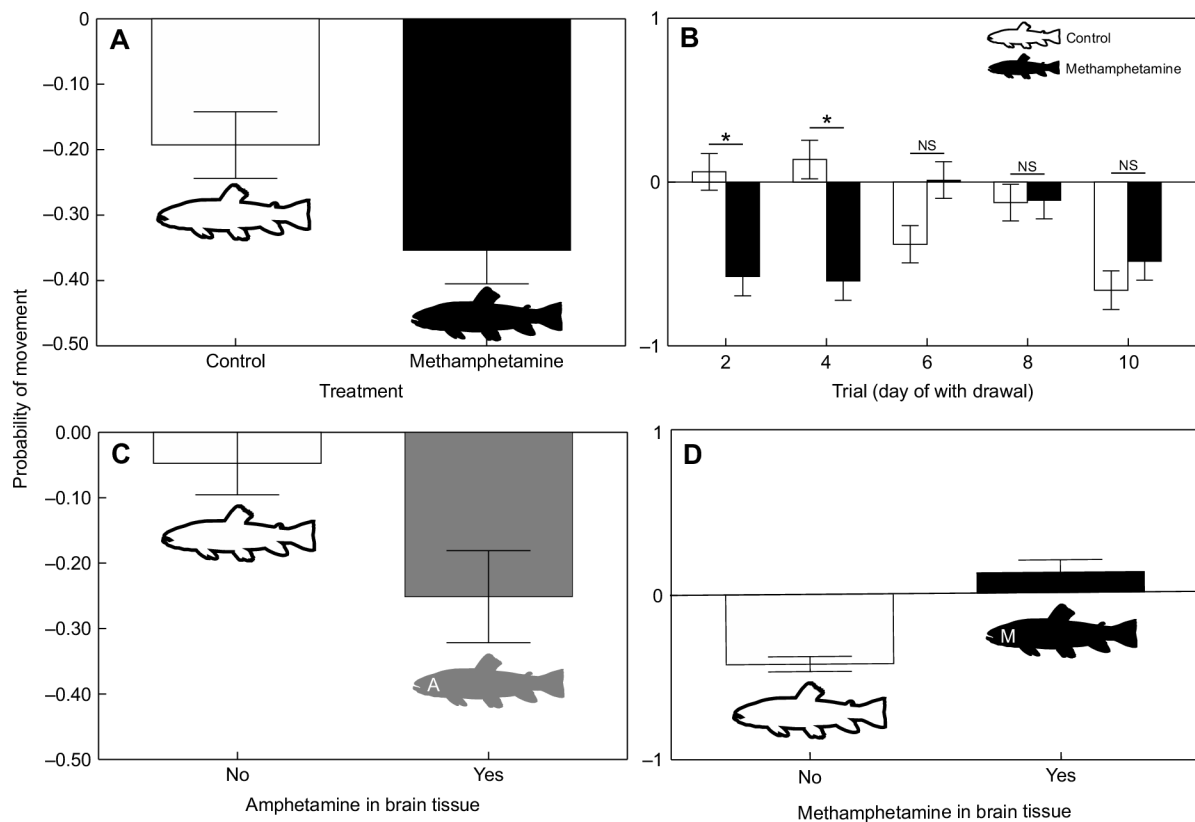 Probability of movement
A
0
–0.10
–0.20
–0.30
–0.40
–0.50
Control
Methamphetamine
Treatment
B
Control
Methamphetamine
1
0
–1
*
*
NS
NS
NS
2
4
6
8
10
Trial (day of with drawal)
C
0.00
–0.10
–0.20
–0.30
–0.40
–0.50
A
No
Yes
Amphetamine in brain tissue
D
1
0
–1
M
No
Yes
Methamphetamine in brain tissue